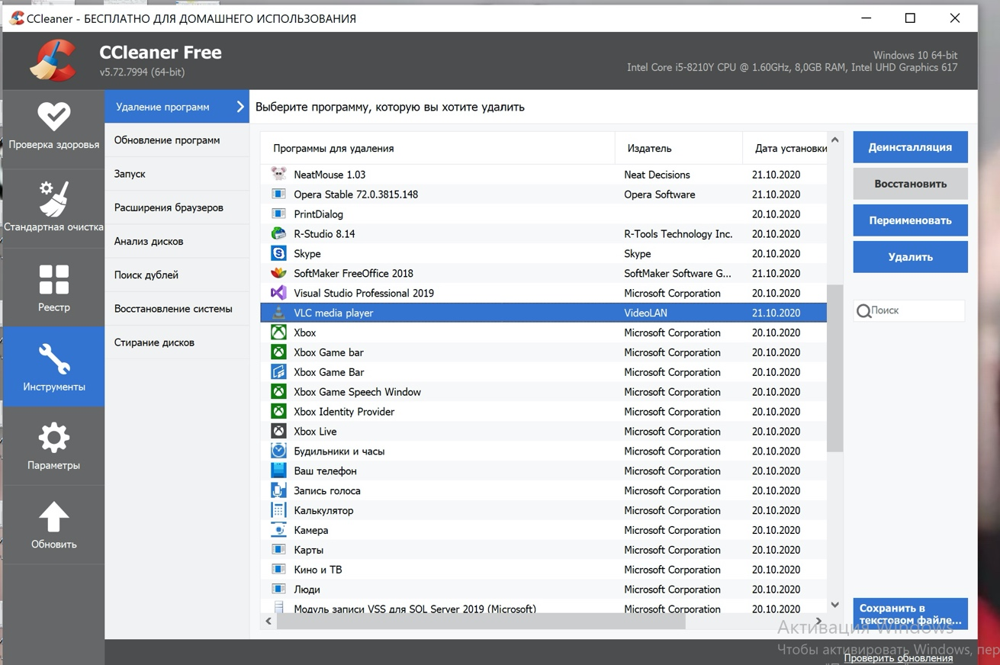 CCleaner - БЕСПЛАТНО ДЛЯ ДОМАШНЕГО ИСПОЛЬЗОВАНИЯ
CCleaner Free
v5.72.7994 (64-bit)
Windows 10 64-bit
Intel Core i5-8210Y CPU @ 1.60GHz, 8,0GB RAM, Intel UHD Graphics 617
Проверка здоровья
Стандартная очистка
Реестр
Инструменты
Параметры
Обновить
Удаление программ
Обновление программ
Запуск
Расширения браузеров
Анализ дисков
Поиск дублей
Восстановление системы
Стирание дисков
Выберите программу, которую вы хотите удалить
Программы для удаления Издатель Дата установки
NeatMouse 1.03 Neat Decisions 21.10.2020
Opera Stable 72.0.3815.148 Opera Software 21.10.2020
PrintDialog 20.10.2020
R-Studio 8.14 R-Tools Technology Inc. 20.10.2020
Skype Skype 20.10.2020
SoftMaker FreeOffice 2018 SoftMaker Software G... 21.10.2020
Visual Studio Professional 2019 Microsoft Corporation 20.10.2020
VLC media player VideoLAN 21.10.2020
Xbox Microsoft Corporation 20.10.2020
Xbox Game bar Microsoft Corporation 20.10.2020
Xbox Game Bar Microsoft Corporation 20.10.2020
Xbox Game Speech Window Microsoft Corporation 20.10.2020
Xbox Identity Provider Microsoft Corporation 20.10.2020
Xbox Live Microsoft Corporation 20.10.2020
Будильники и часы Microsoft Corporation 20.10.2020
Ваш телефон Microsoft Corporation 20.10.2020
Запись голоса Microsoft Corporation 20.10.2020
Калькулятор Microsoft Corporation 20.10.2020
Камера Microsoft Corporation 20.10.2020
Карты Microsoft Corporation 20.10.2020
Кино и ТВ Microsoft Corporation 20.10.2020
Люди Microsoft Corporation 20.10.2020
Модуль записи VSS для SQL Server 2019 (Microsoft) Microsoft Corporation 20.10.2020
Деинсталляция
Восстановить
Переименовать
Удалить
Поиск
Сохранить в
текстовом файле...
Активация Windows
Чтобы активировать Windows, пер
Проверить обновления